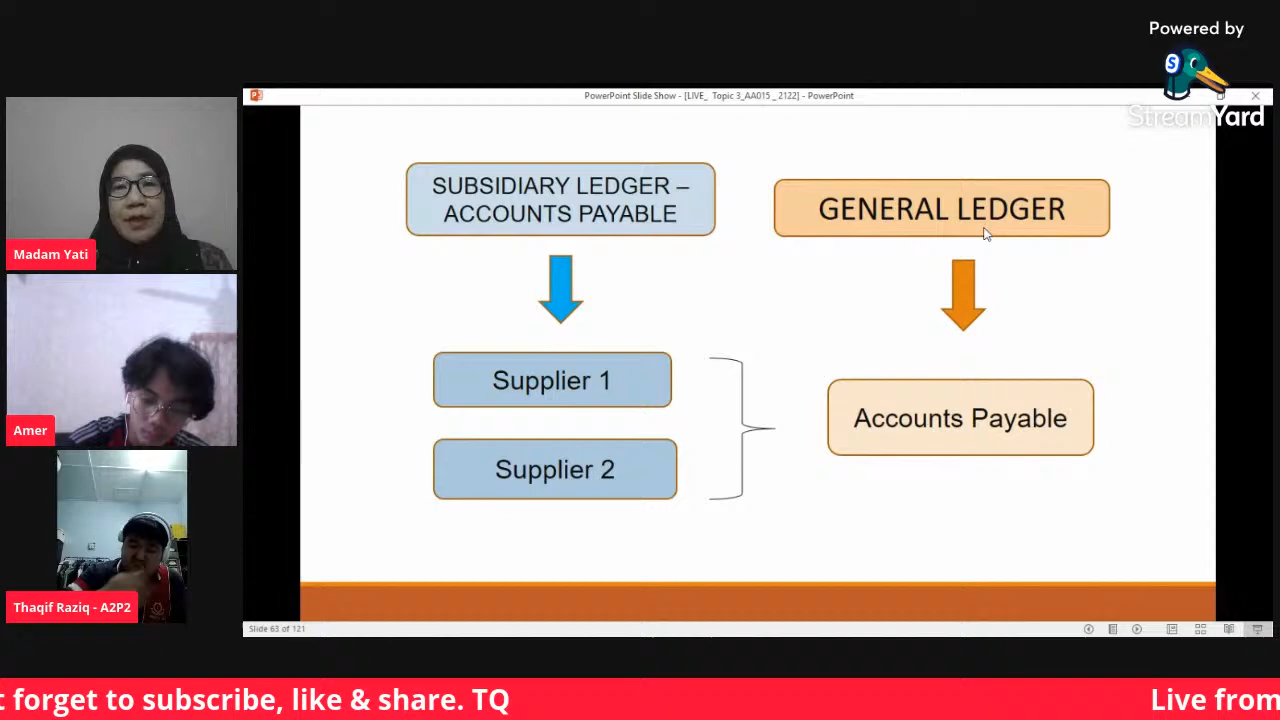 Powered by
StreamYard
PowerPoint Slide Show - [LIVE_ Topic 3_AA015 _ 2122] - PowerPoint
SUBSIDIARY LEDGER –
ACCOUNTS PAYABLE
GENERAL LEDGER
Supplier 1
Supplier 2
Accounts Payable
Madam Yati
Amer
Thaqif Raziq - A2P2
Slide 63 of 121
t forget to subscribe, like & share. TQ
Live from